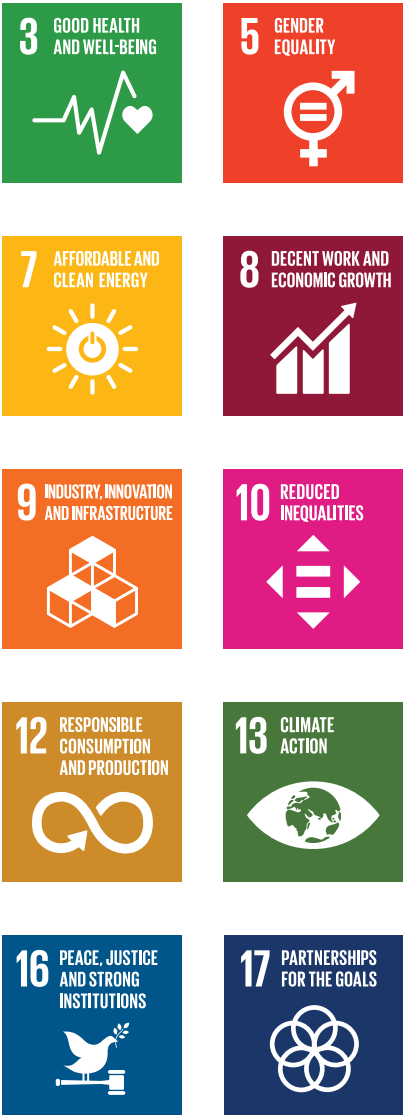 3 GOOD HEALTH
AND WELL-BEING
5 GENDER
EQUALITY
7 AFFORDABLE AND
CLEAN ENERGY
8 DECENT WORK AND
ECONOMIC GROWTH
9 INDUSTRY, INNOVATION
AND INFRASTRUCTURE
10 REDUCED
INEQUALITIES
12 RESPONSIBLE
CONSUMPTION
AND PRODUCTION
13 CLIMATE
ACTION
16 PEACE, JUSTICE
AND STRONG
INSTITUTIONS
17 PARTNERSHIPS
FOR THE GOALS